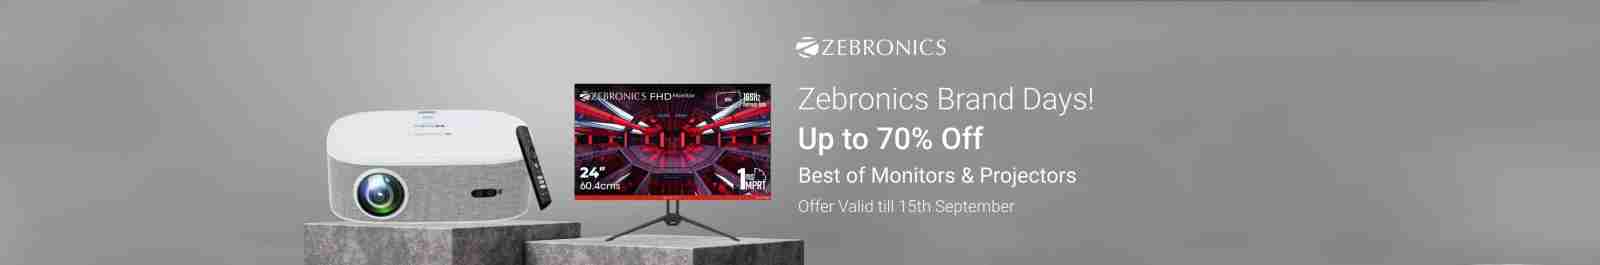 ZEBRONICS
Zebronics Brand Days!
Up to 70% Off
Best of Monitors & Projectors
Offer Valid till 15th September
ZEBRONICS FHD Monitor
165Hz
24"
60.4cms
1ms
MPRT